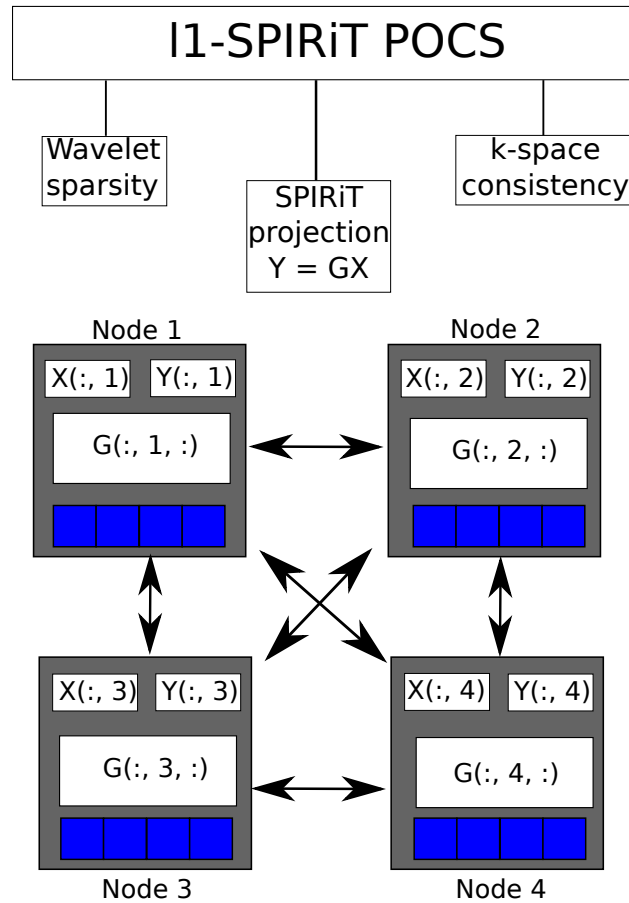 l1-SPIRiT POCS
Wavelet
sparsity
SPIRiT
projection
Y = GX
k-space
consistency
Node 1
X(:, 1) Y(:, 1)
G(:, 1, :)
Node 2
X(:, 2) Y(:, 2)
G(:, 2, :)
X(:, 3) Y(:, 3)
G(:, 3, :)
Node 3
X(:, 4) Y(:, 4)
G(:, 4, :)
Node 4